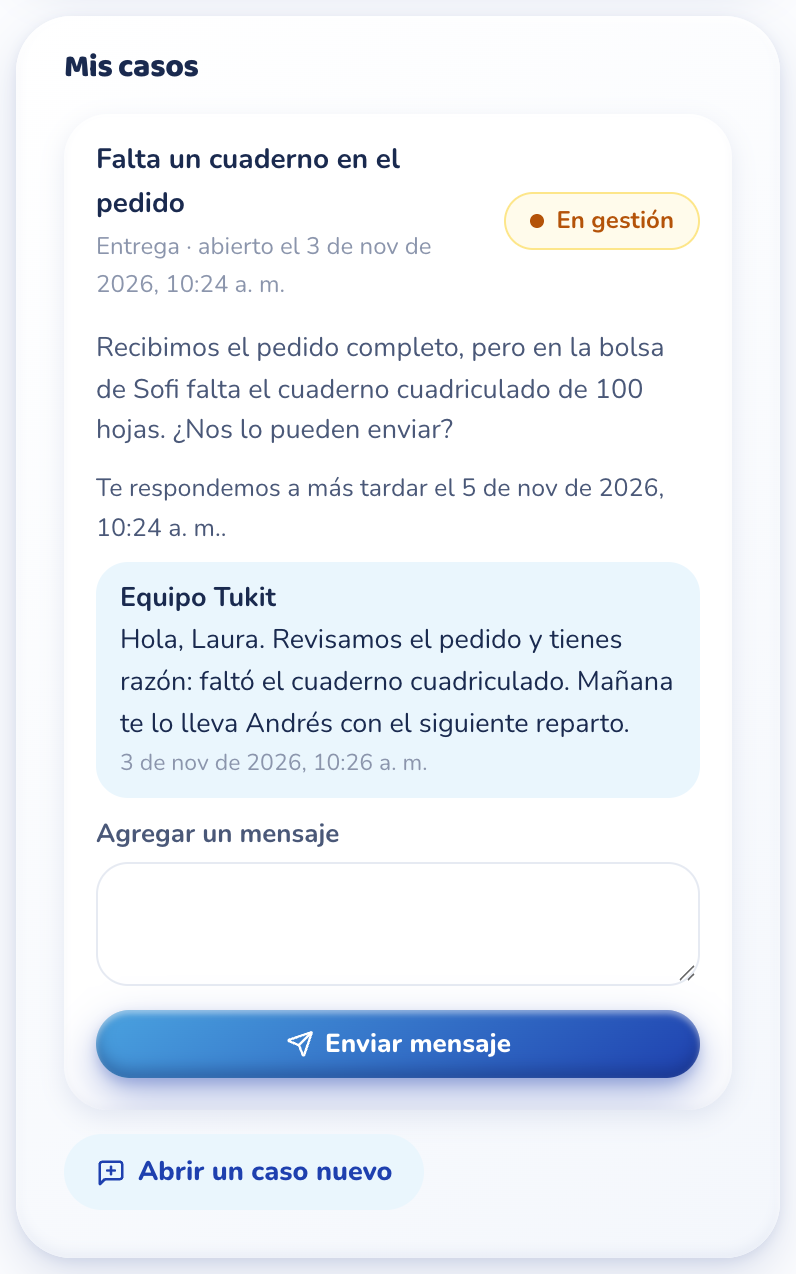 Mis casos
Falta un cuaderno en el
pedido
En gestión
Entrega · abierto el 3 de nov de
2026, 10:24 a. m.
Recibimos el pedido completo, pero en la bolsa
de Sofi falta el cuaderno cuadriculado de 100
hojas. ¿Nos lo pueden enviar?
Te respondemos a más tardar el 5 de nov de 2026,
10:24 a. m..
Equipo Tukit
Hola, Laura. Revisamos el pedido y tienes
razón: faltó el cuaderno cuadriculado. Mañana
te lo lleva Andrés con el siguiente reparto.
3 de nov de 2026, 10:26 a. m.
Agregar un mensaje
Enviar mensaje
Abrir un caso nuevo